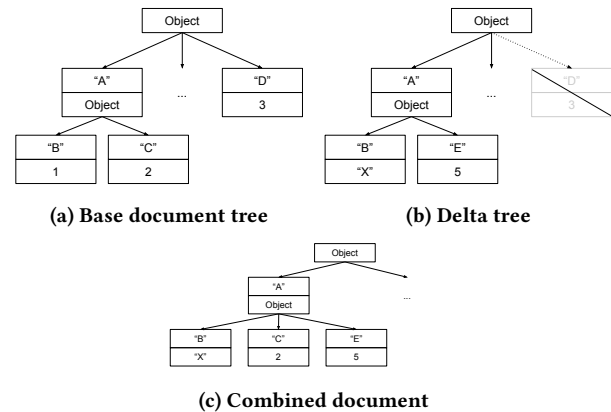 Object
Object
“A”
...
“D”
“A”
...
“D”
Object
3
Object
3
“B”
“C”
“B”
“E”
1
2
“X”
5
(a) Base document tree
(b) Delta tree
Object
“A”
...
Object
“B”
“C”
“E”
“X”
2
5
(c) Combined document